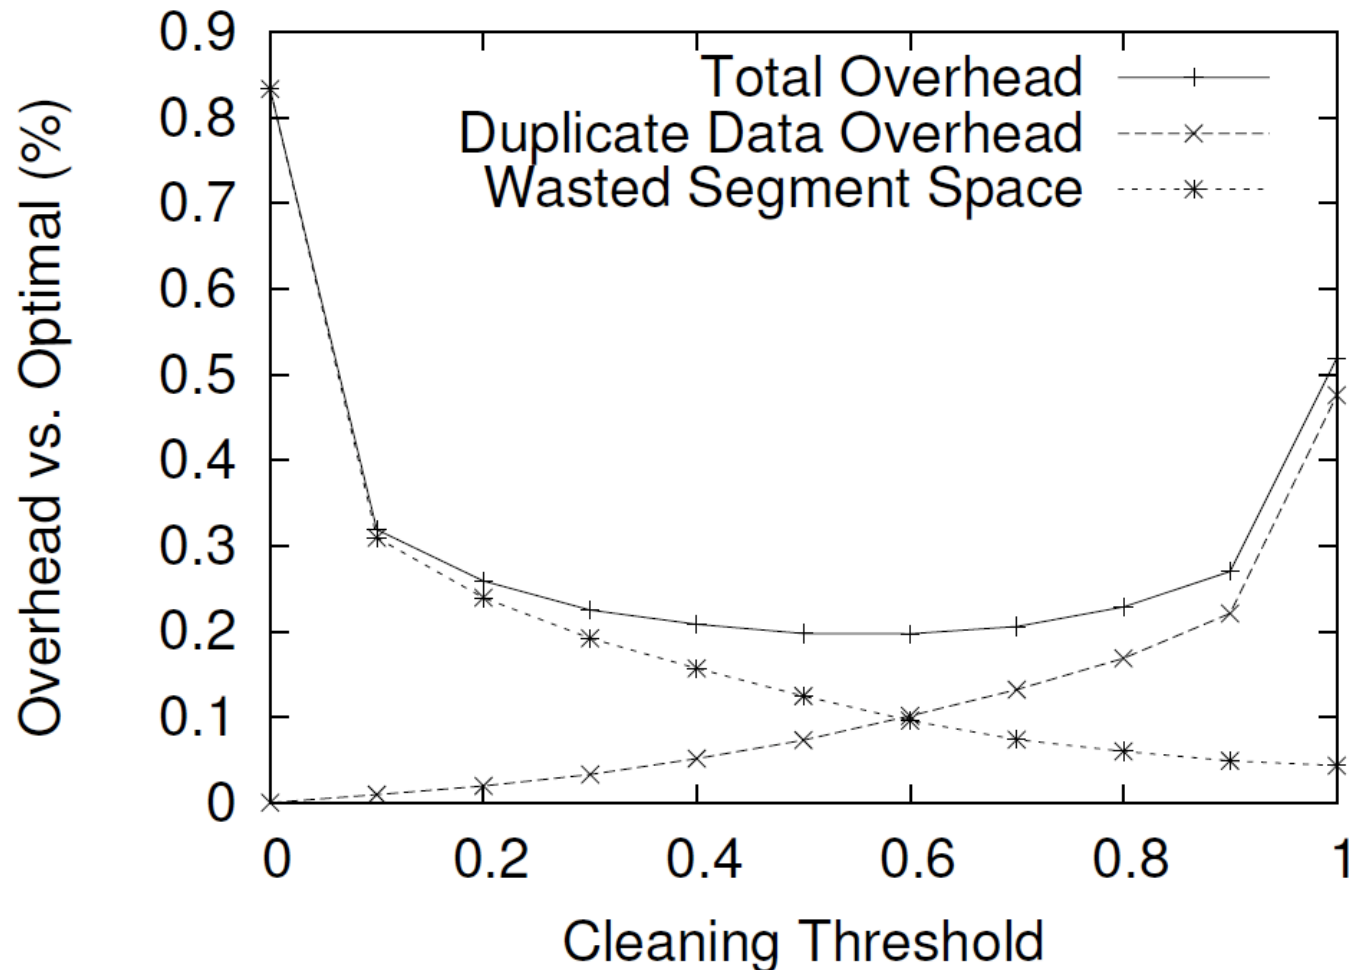 Overhead vs. Optimal (%)
0.9
0.8
0.7
0.6
0.5
0.4
0.3
0.2
0.1
0
Total Overhead
Duplicate Data Overhead
Wasted Segment Space
0 0.2 0.4 0.6 0.8 1
Cleaning Threshold